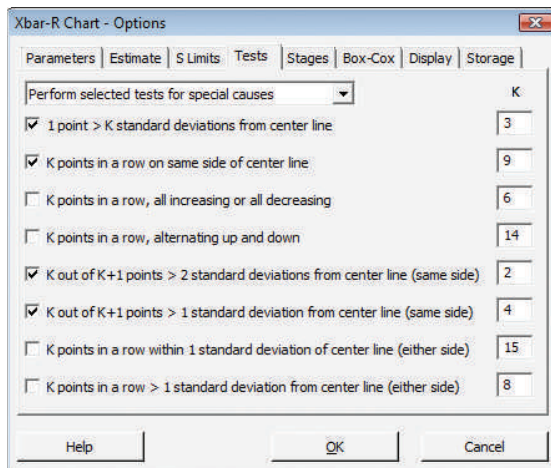 Xbar-R Chart - Options
Parameters Estimate S Limits Tests Stages Box-Cox Display Storage
Perform selected tests for special causes K
1 point > K standard deviations from center line 3
K points in a row on same side of center line 9
K points in a row, all increasing or all decreasing 6
K points in a row, alternating up and down 14
K out of K+1 points > 2 standard deviations from center line (same side) 2
K out of K+1 points > 1 standard deviation from center line (same side) 4
K points in a row within 1 standard deviation of center line (either side) 15
K points in a row > 1 standard deviation from center line (either side) 8
Help OK Cancel